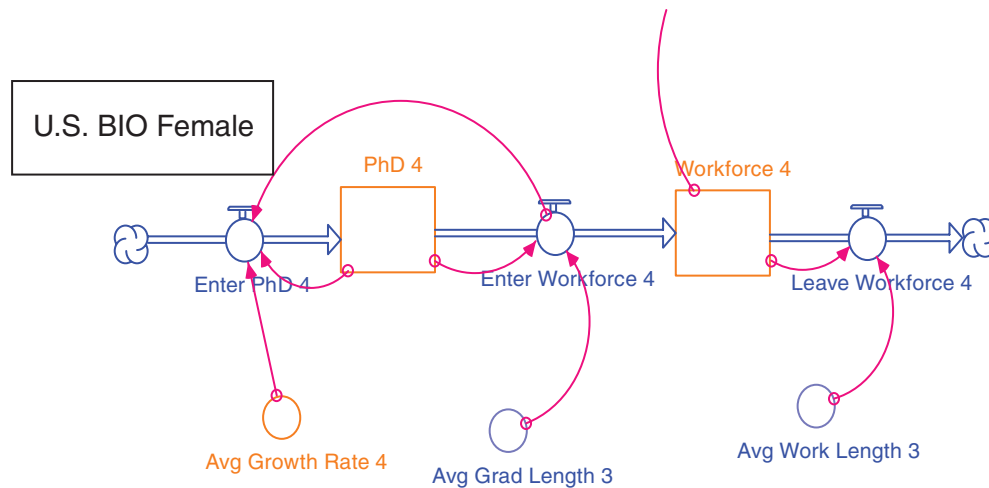 U.S. BIO Female
PhD 4
Workforce 4
Enter PhD 4
Enter Workforce 4
Leave Workforce 4
Avg Growth Rate 4
Avg Grad Length 3
Avg Work Length 3